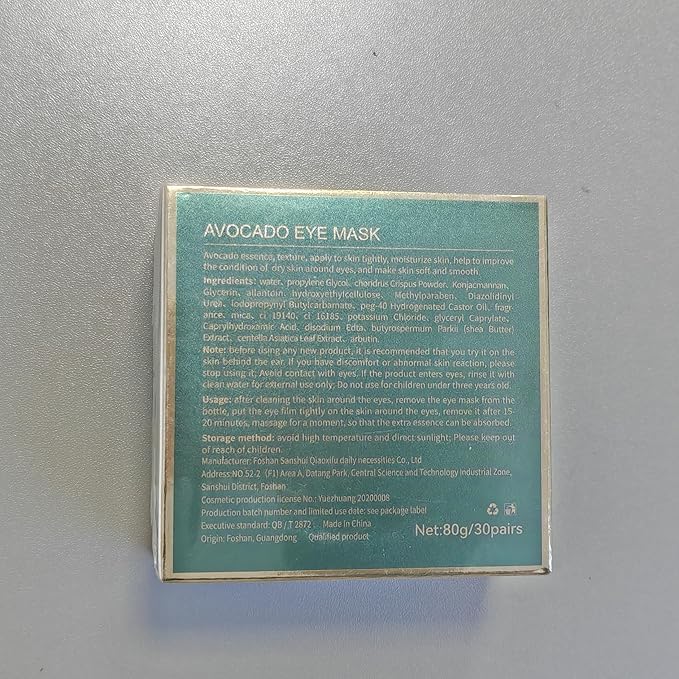 AVOCADO EYE MASK
Avocado essence, texture, apply to skin tightly, moisturize skin, help to improve
the condition of dry skin around eyes, and make skin soft and smooth.
Ingredients: water, propylene Glycol, chondrus Crispus Powder, Konjacmannan,
Glycerin, allantoin, hydroxyethylcellulose, Methylparaben, Diazolidinyl
Urea, Iodopropynyl Butylcarbamate, peg-40 Hydrogenated Castor Oil, fragr-
ance, mica, ci 19140, ci 16185, potassium Chloride, glyceryl Caprylate,
Caprylhydroxamic Acid, disodium Edta, butyrospermum Parkii (shea Butter)
Extract, centella Asiatica Leaf Extract, arbutin.
Note: before using any new product, it is recommended that you try it on the
skin behind the ear. If you have discomfort or abnormal skin reaction, please
stop using it; Avoid contact with eyes. If the product enters eyes, rinse it with
clean water for external use only; Do not use for children under three years old.
Usage: after cleaning the skin around the eyes, remove the eye mask from the
bottle, put the eye film tightly on the skin around the eyes, remove it after 15-
20 minutes, massage for a moment, so that the extra essence can be absorbed.
Storage method: avoid high temperature and direct sunlight; Please keep out
of reach of children.
Manufacturer: Foshan Sanshui Qiaoxifu daily necessities Co., Ltd
Address:NO.52-2 (F1) Area A, Datang Park, Central Science and Technology Industrial Zone,
Sanshui District, Foshan
Cosmetic production license No.: Yuezhuang 20200008
Production batch number and limited use date: see package label
Executive standard: QB / T 2872 Made in China
Origin: Foshan, Guangdong Qualified product
Net:80g/30pairs